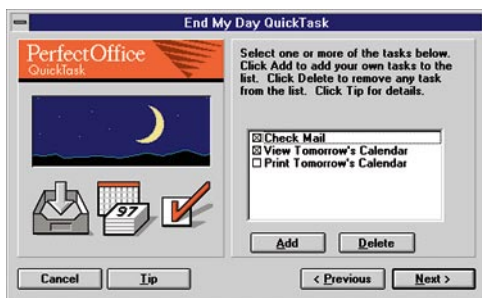 End My Day QuickTask
PerfectOffice
QuickTask
97
Select one or more of the tasks below.
Click Add to add your own tasks to the
list. Click Delete to remove any task
from the list. Click Tip for details.
Check Mail
View Tomorrow's Calendar
Print Tomorrow's Calendar
Add Delete
Cancel Tip < Previous Next >